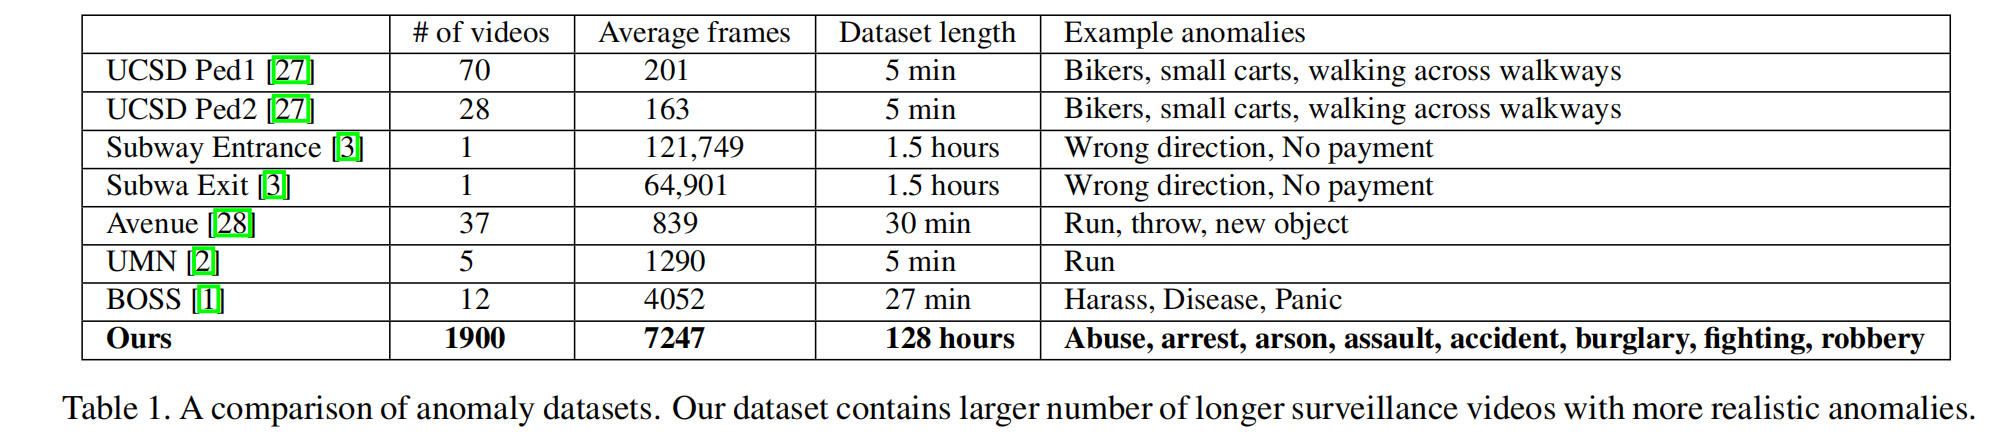 # of videos Average frames Dataset length Example anomalies
UCSD Ped1 [27] 70 201 5 min Bikers, small carts, walking across walkways
UCSD Ped2 [27] 28 163 5 min Bikers, small carts, walking across walkways
Subway Entrance [3] 1 121,749 1.5 hours Wrong direction, No payment
Subwa Exit [3] 1 64,901 1.5 hours Wrong direction, No payment
Avenue [28] 37 839 30 min Run, throw, new object
UMN [2] 5 1290 5 min Run
BOSS [1] 12 4052 27 min Harass, Disease, Panic
Ours 1900 7247 128 hours Abuse, arrest, arson, assault, accident, burglary, fighting, robbery
Table 1. A comparison of anomaly datasets. Our dataset contains larger number of longer surveillance videos with more realistic anomalies.